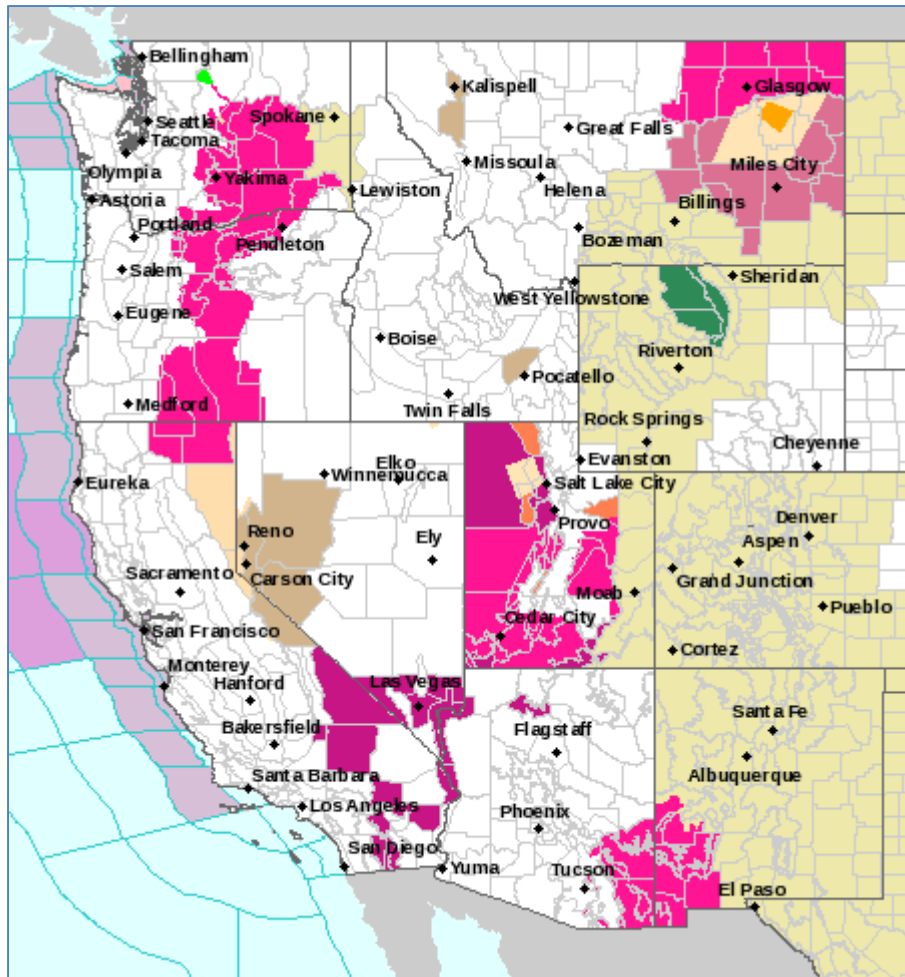 Bellingham
Kalispell
Glasgow
Seattle
Spokane
Great Falls
Tacoma
Olympia
Missoula
Helena
Miles City
Yakima
Lewiston
Astoria
Billings
Portland
Pendleton
Bozeman
Salem
Sheridan
West Yellowstone
Eugene
Boise
Riverton
Pocatello
Medford
Twin Falls
Rock Springs
Cheyenne
Elko
Evanston
Eureka
Winnemucca
Salt Lake City
Provo
Denver
Reno
Ely
Aspen
Sacramento
Carson City
Grand Junction
Moab
Pueblo
San Francisco
Cedar City
Cortez
Monterey
Hanford
Las Vegas
Santa Fe
Bakersfield
Flagstaff
Albuquerque
Santa Barbara
Los Angeles
Phoenix
San Diego
Yuma
Tucson
El Paso